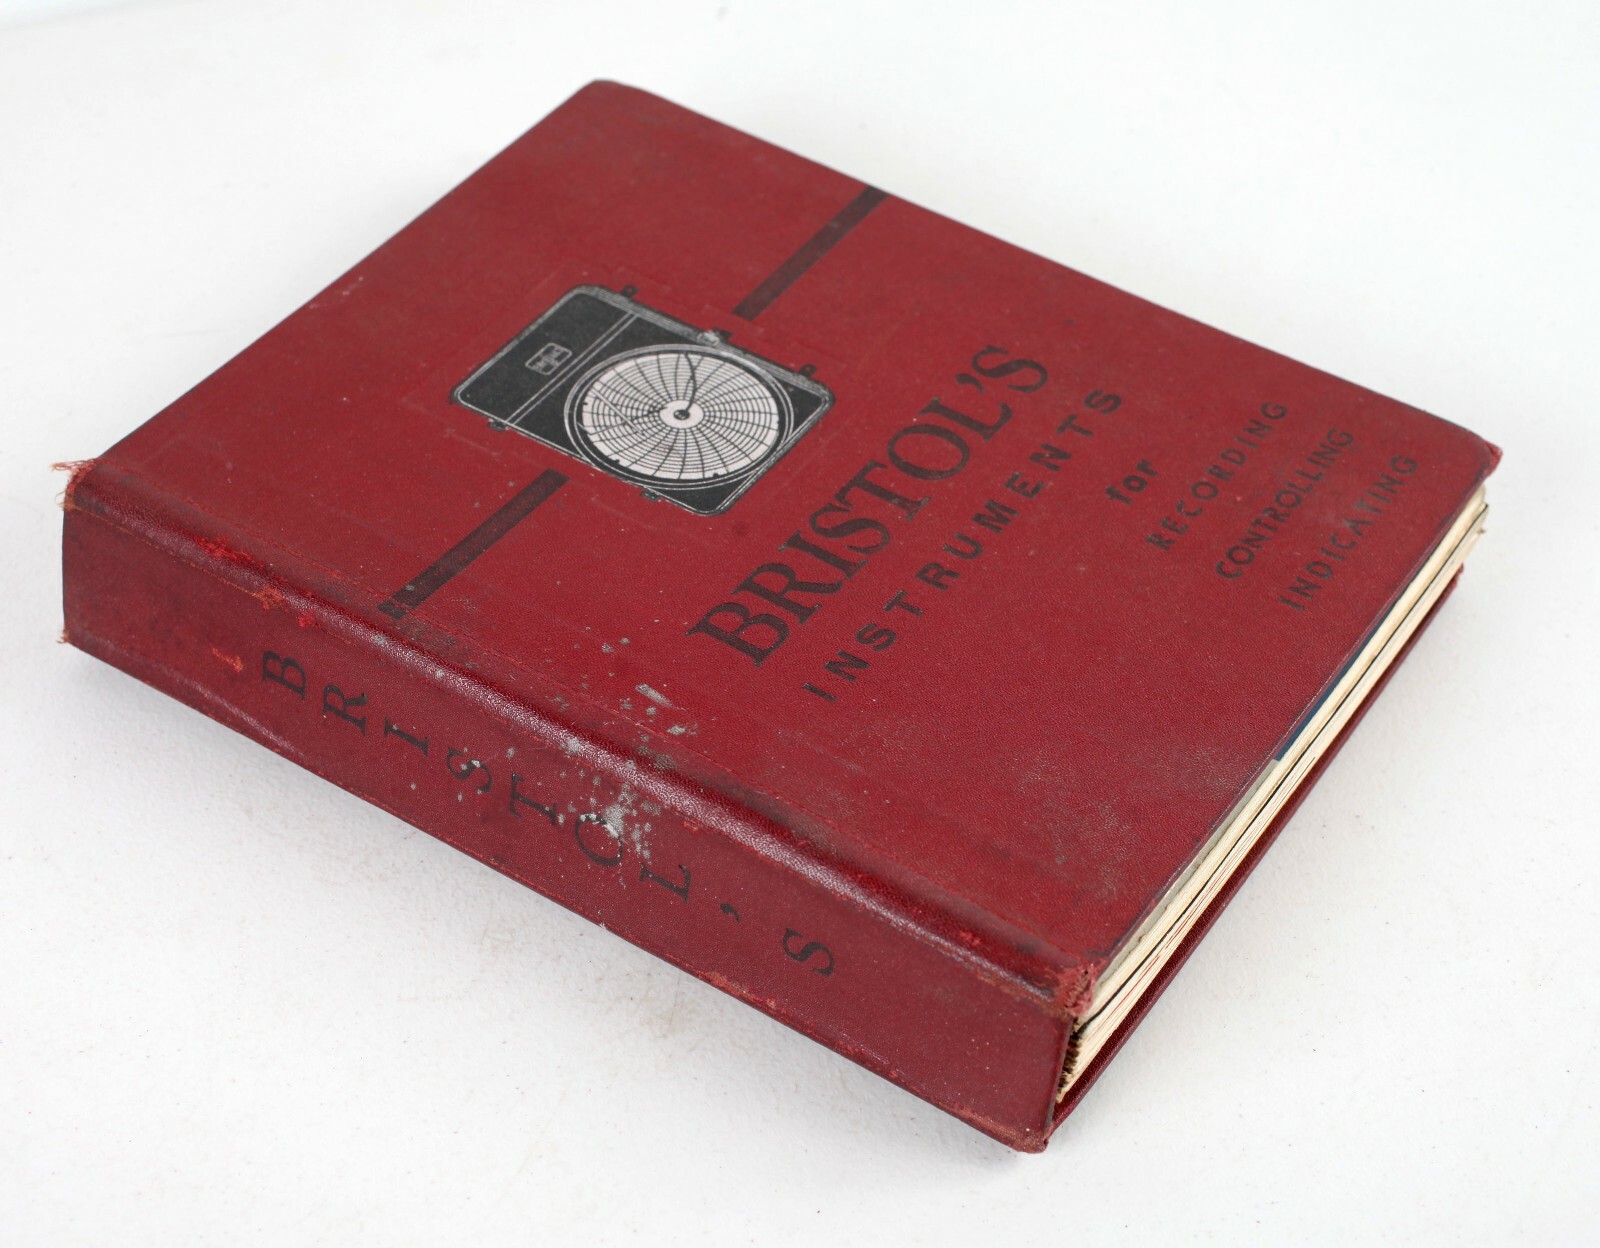 BRISTOL'S
INSTRUMENTS
for
RECORDING
CONTROLLING
INDICATING
BRISTOL'S